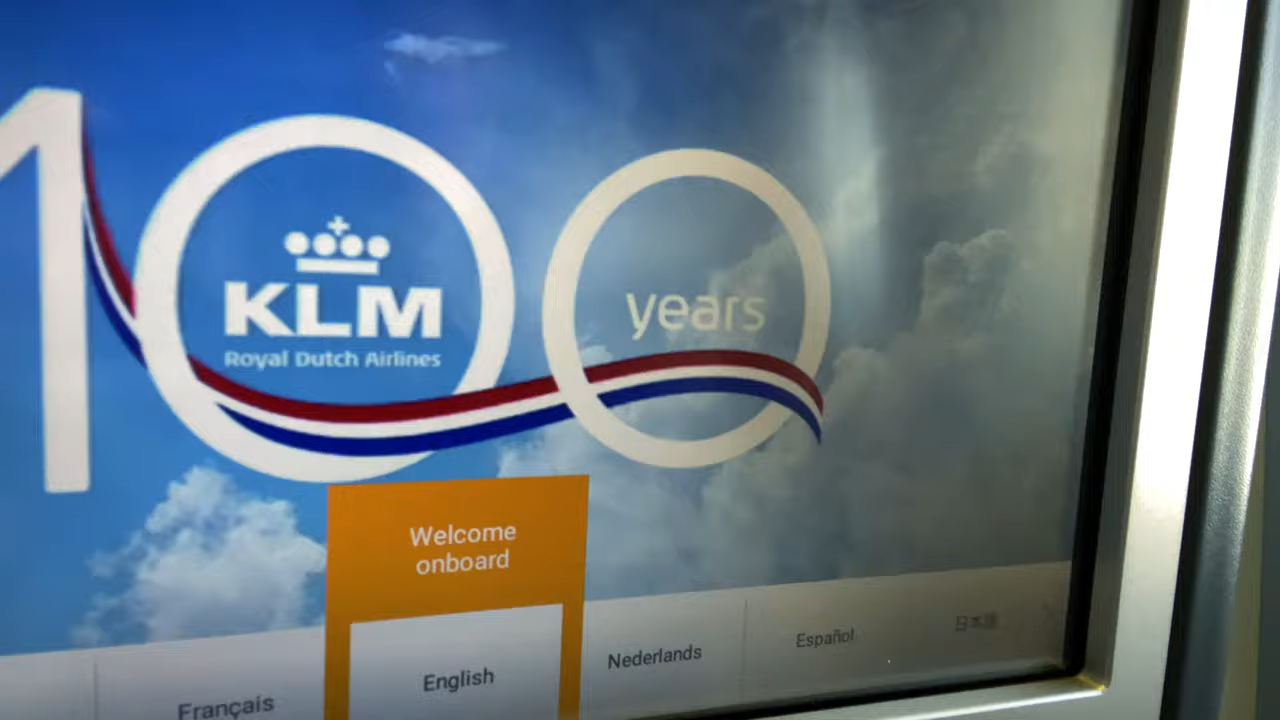 100
KLM
Royal Dutch Airlines
years
Welcome
onboard
Français
English
Nederlands
Español
日本語